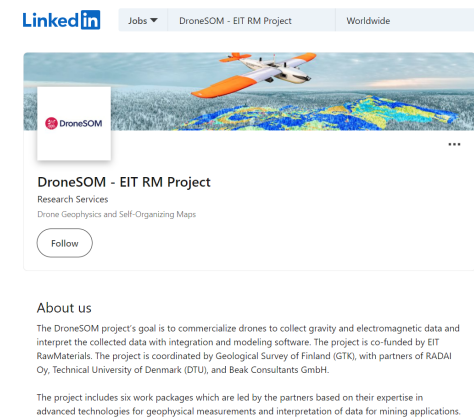 Linked in
Jobs DroneSOM - EIT RM Project Worldwide
DroneSOM
DroneSOM - EIT RM Project
Research Services
Drone Geophysics and Self-Organizing Maps
Follow
About us
The DroneSOM project's goal is to commercialize drones to collect gravity and electromagnetic data and
interpret the collected data with integration and modeling software. The project is co-funded by EIT
RawMaterials. The project is coordinated by Geological Survey of Finland (GTK), with partners of RADAI
Oy, Technical University of Denmark (DTU), and Beak Consultants GmbH.
The project includes six work packages which are led by the partners based on their expertise in
advanced technologies for geophysical measurements and interpretation of data for mining applications.